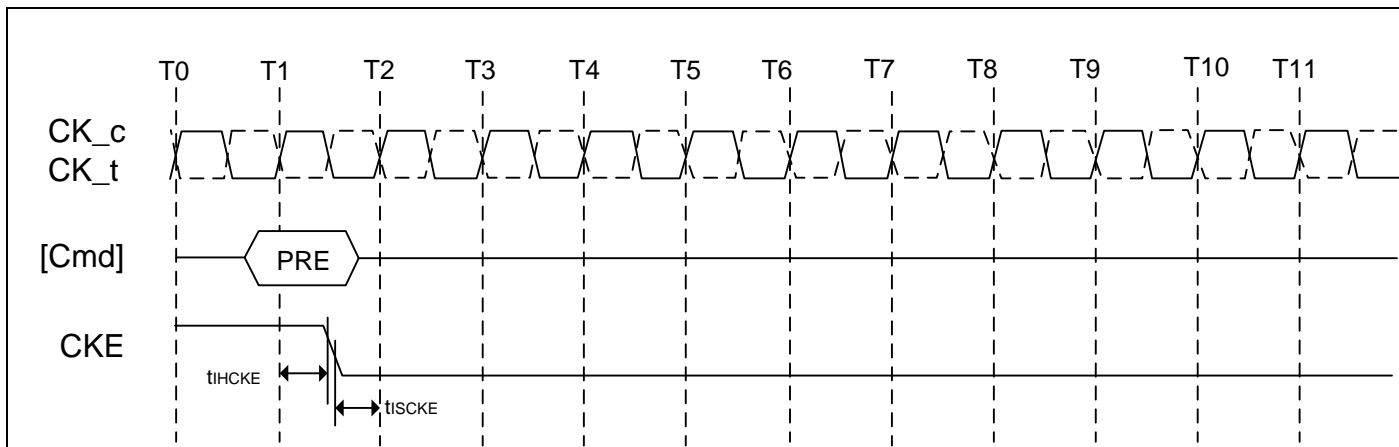 T0 T1 T2 T3 T4 T5 T6 T7 T8 T9 T10 T11
CK_c
CK_t
[Cmd] PRE
CKE
tIHCKE
tISCKE